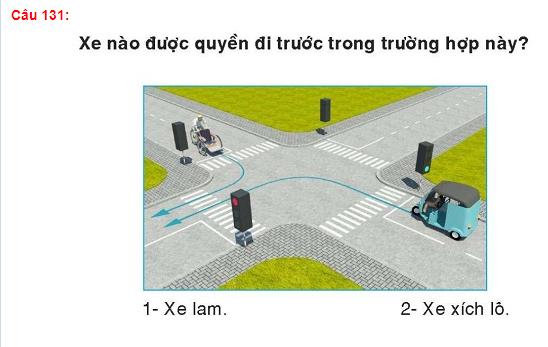 Câu 131:
Xe nào được quyền đi trước trong trường hợp này?
1- Xe lam. 2- Xe xích lô.